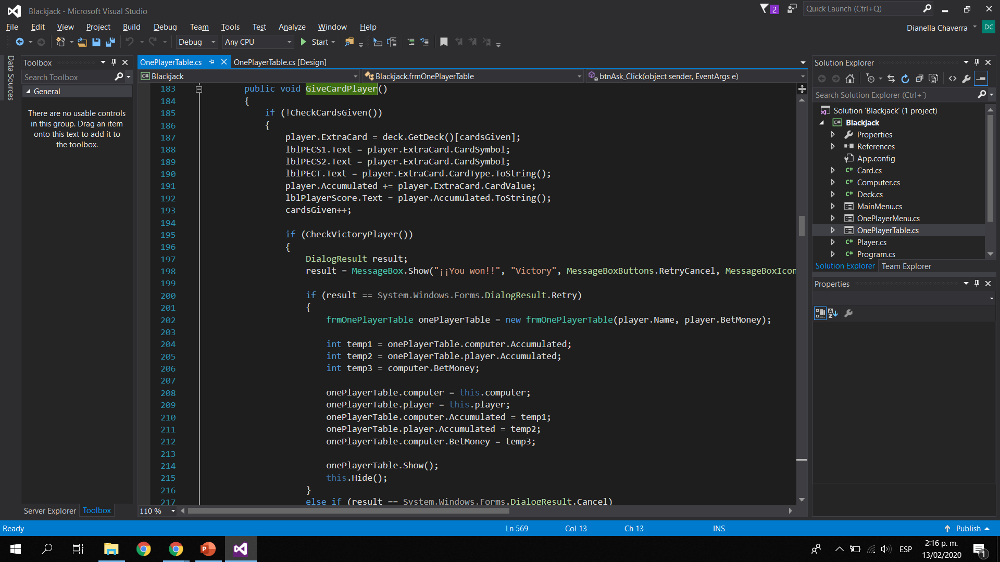 Blackjack - Microsoft Visual Studio
2
Quick Launch (Ctrl+Q)
File Edit View Project Build Debug Team Tools Test Analyze Window Help
Dianella Chaverra DC
Debug Any CPU Start
Data Sources
Toolbox
Search Toolbox
General
There are no usable controls
in this group. Drag an item
onto this text to add it to
the toolbox.
Server Explorer Toolbox
OnePlayerTable.cs OnePlayerTable.cs [Design]
C# Blackjack Blackjack.frmOnePlayerTable btnAsk_Click(object sender, EventArgs e)
183 public void GiveCardPlayer()
184 {
185 if (!CheckCardsGiven())
186 {
187 player.ExtraCard = deck.GetDeck()[cardsGiven];
188 lblPECS1.Text = player.ExtraCard.CardSymbol;
189 lblPECS2.Text = player.ExtraCard.CardSymbol;
190 lblPECT.Text = player.ExtraCard.CardType.ToString();
191 player.Accumulated += player.ExtraCard.CardValue;
192 lblPlayerScore.Text = player.Accumulated.ToString();
193 cardsGiven++;
194
195 if (CheckVictoryPlayer())
196 {
197 DialogResult result;
198 result = MessageBox.Show("¡¡You won!!", "Victory", MessageBoxButtons.RetryCancel, MessageBoxIcon
199
200 if (result == System.Windows.Forms.DialogResult.Retry)
201 {
202 frmOnePlayerTable onePlayerTable = new frmOnePlayerTable(player.Name, player.BetMoney);
203
204 int temp1 = onePlayerTable.computer.Accumulated;
205 int temp2 = onePlayerTable.player.Accumulated;
206 int temp3 = computer.BetMoney;
207
208 onePlayerTable.computer = this.computer;
209 onePlayerTable.player = this.player;
210 onePlayerTable.computer.Accumulated = temp1;
211 onePlayerTable.player.Accumulated = temp2;
212 onePlayerTable.computer.BetMoney = temp3;
213
214 onePlayerTable.Show();
215 this.Hide();
216 }
217 else if (result == System.Windows.Forms.DialogResult.Cancel)
110 %
Solution Explorer
Search Solution Explorer (Ctrl+´)
Solution 'Blackjack' (1 project)
C# Blackjack
Properties
References
App.config
C# Card.cs
C# Computer.cs
C# Deck.cs
MainMenu.cs
OnePlayerMenu.cs
OnePlayerTable.cs
C# Player.cs
C# Program.cs
Solution Explorer Team Explorer
Properties
Ready Ln 569 Col 13 Ch 13 INS Publish
ESP
2:16 p. m.
13/02/2020
1